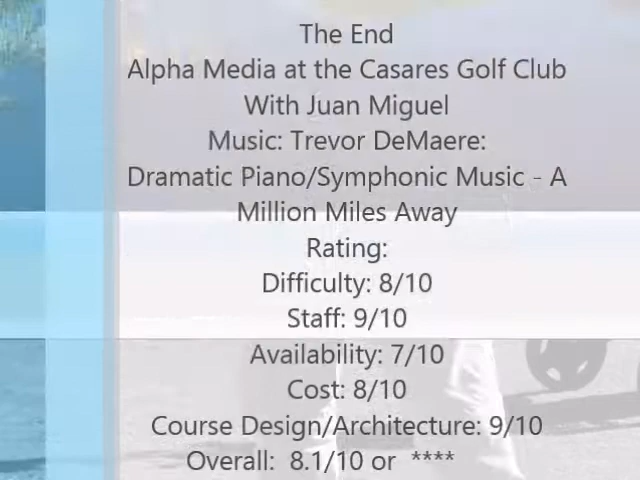 The End
Alpha Media at the Casares Golf Club
With Juan Miguel
Music: Trevor DeMaere:
Dramatic Piano/Symphonic Music - A
Million Miles Away
Rating:
Difficulty: 8/10
Staff: 9/10
Availability: 7/10
Cost: 8/10
Course Design/Architecture: 9/10
Overall:  8.1/10 or  ****